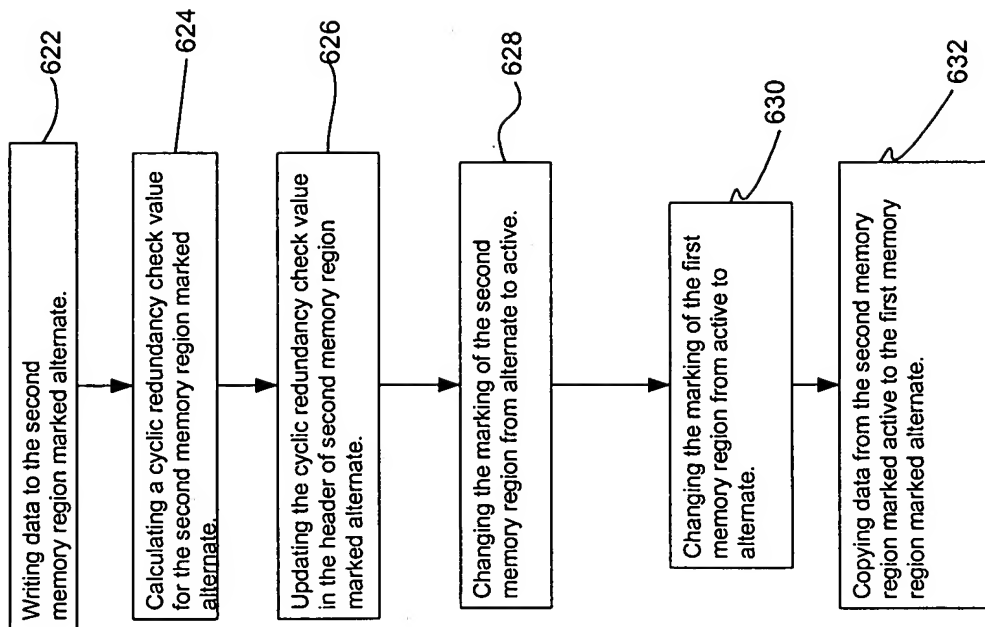 Writing data to the second
memory region marked alternate.
622
Calculating a cyclic redundancy check value
for the second memory region marked
alternate.
624
Updating the cyclic redundancy check value
in the header of second memory region
marked alternate.
626
Changing the marking of the second
memory region from alternate to active.
628
Changing the marking of the first
memory region from active to
alternate.
630
Copying data from the second memory
region marked active to the first memory
region marked alternate.
632